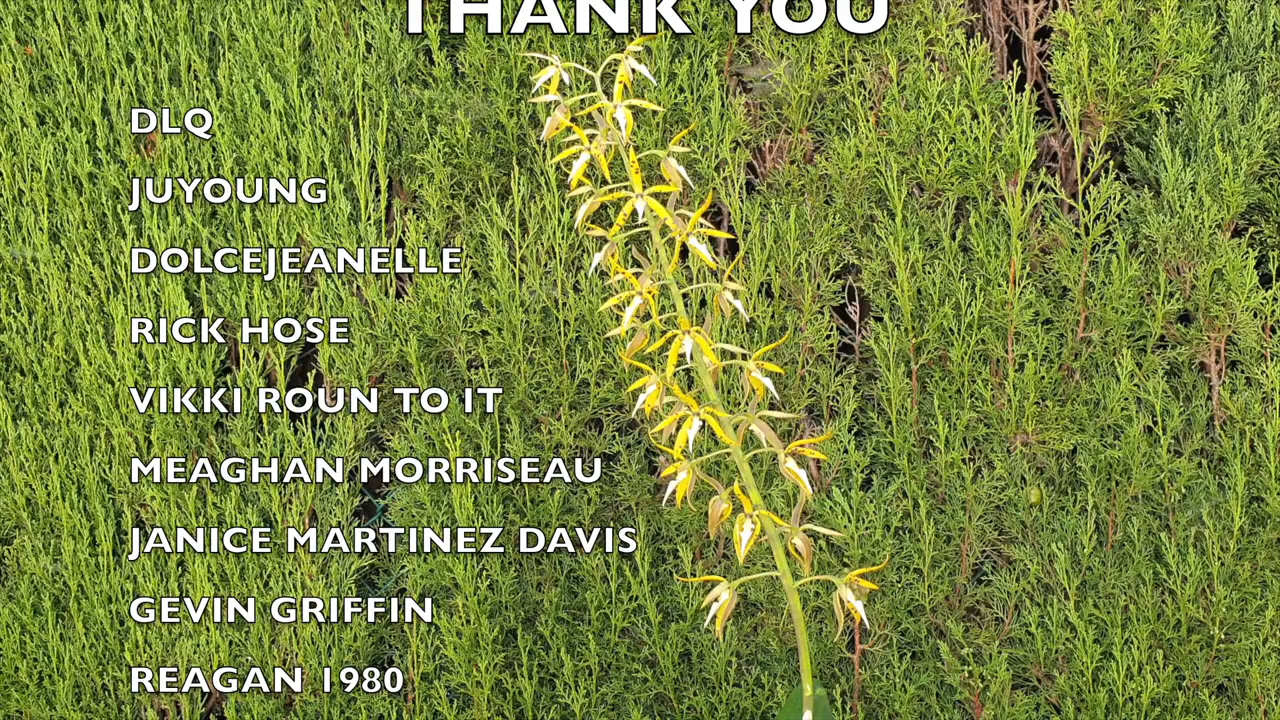 THANK YOU
DLQ
JUYOUNG
DOLCEJEANELLE
RICK HOSE
VIKKI ROUN TO IT
MEAGHAN MORRISEAU
JANICE MARTINEZ DAVIS
GEVIN GRIFFIN
REAGAN 1980